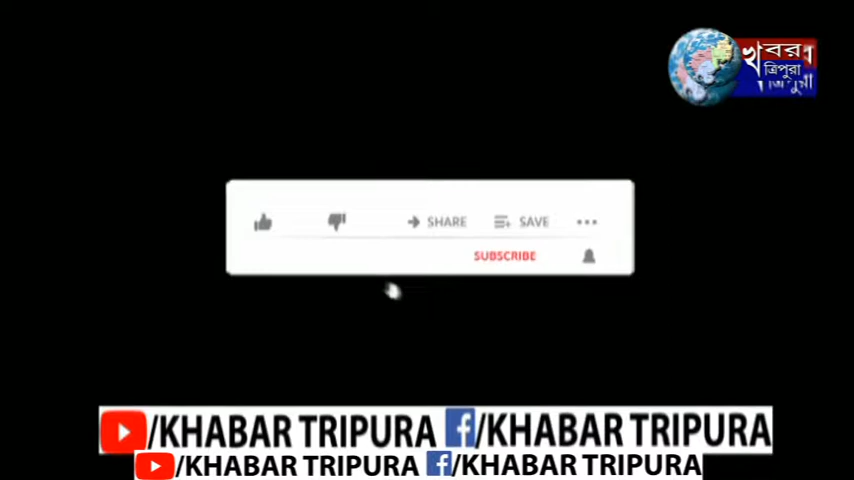 খবর
ত্রিপুরা
SHARE SAVE
SUBSCRIBE
/KHABAR TRIPURA f/KHABAR TRIPURA
/KHABAR TRIPURA f/KHABAR TRIPURA